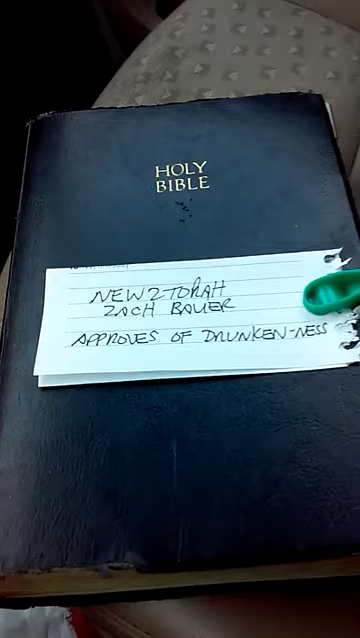 HOLY
BIBLE
NEW2TORAH
ZACH BAUER
APPROVES OF DRUNKEN-NESS